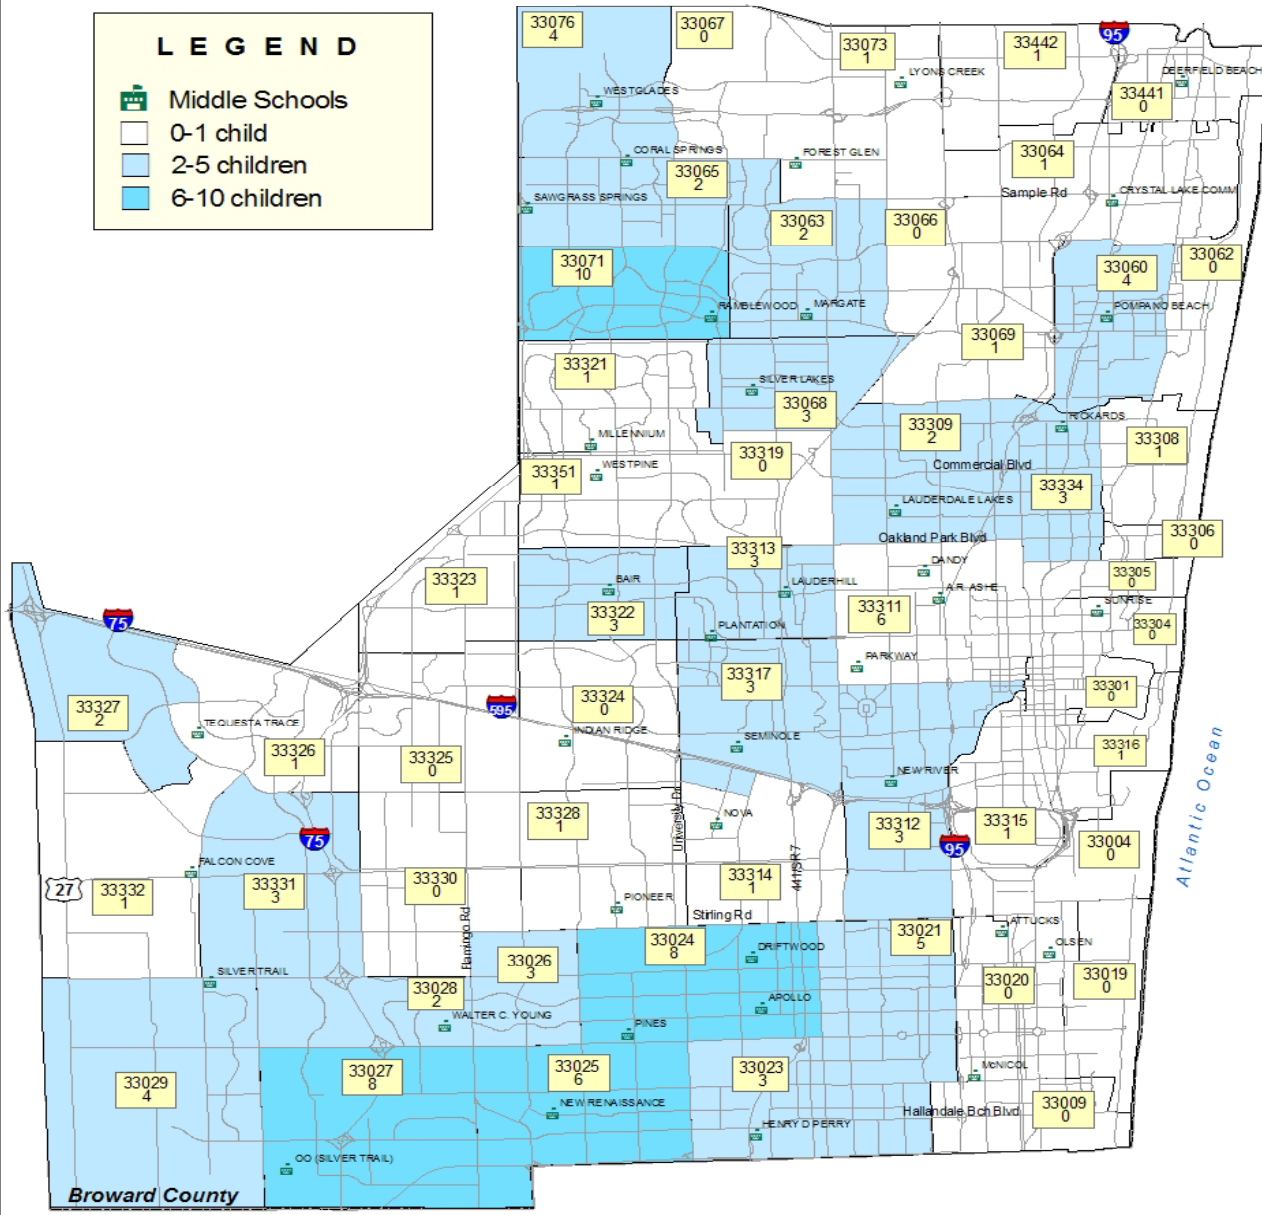 L E G E N D
Middle Schools
0-1 child
2-5 children
6-10 children
33076
4
33067
0
33073
1
33442
1
95
LYONS CREEK
DEERFIELD BEACH
WESTGLADES
33441
0
CORAL SPRINGS
FOREST GLEN
33064
1
33065
2
Sample Rd
CRYSTAL LAKE COMM
SAWGRASS SPRINGS
33063
2
33066
0
33071
10
33060
4
33062
0
RAMBLEWOOD
MARGATE
POMPANO BEACH
33069
1
33321
1
SILVER LAKES
33068
3
RICKARDS
33309
2
33308
1
MILLENNIUM
33319
0
Commercial Blvd
33351
1
WESTPINE
33334
3
LAUDERDALE LAKES
33306
0
Oakland Park Blvd
33313
3
DANDY
33305
0
33323
1
BAIR
LAUDERHILL
A.R. ASHE
SUNRISE
33322
3
33311
6
75
PLANTATION
33304
0
PARKWAY
33317
3
33327
2
33324
0
595
33301
0
TEQUESTA TRACE
INDIAN RIDGE
SEMINOLE
33326
1
33325
0
33316
1
NEW RIVER
Atlantic Ocean
University Dr
33328
1
NOVA
33312
3
33315
1
75
95
33004
0
FALCON COVE
441/SR 7
27
33332
1
33331
3
33330
0
33314
1
PIONEER
Stirling Rd
Flamingo Rd
ATTUCKS
33024
8
DRIFTWOOD
33021
5
OLSEN
33026
3
SILVER TRAIL
33028
2
33020
0
33019
0
APOLLO
WALTER C. YOUNG
PINES
33029
4
33027
8
33025
6
33023
3
McNICOL
NEW RENAISSANCE
Hallandale Bch Blvd
33009
0
HENRY D PERRY
OO (SILVER TRAIL)
Broward County